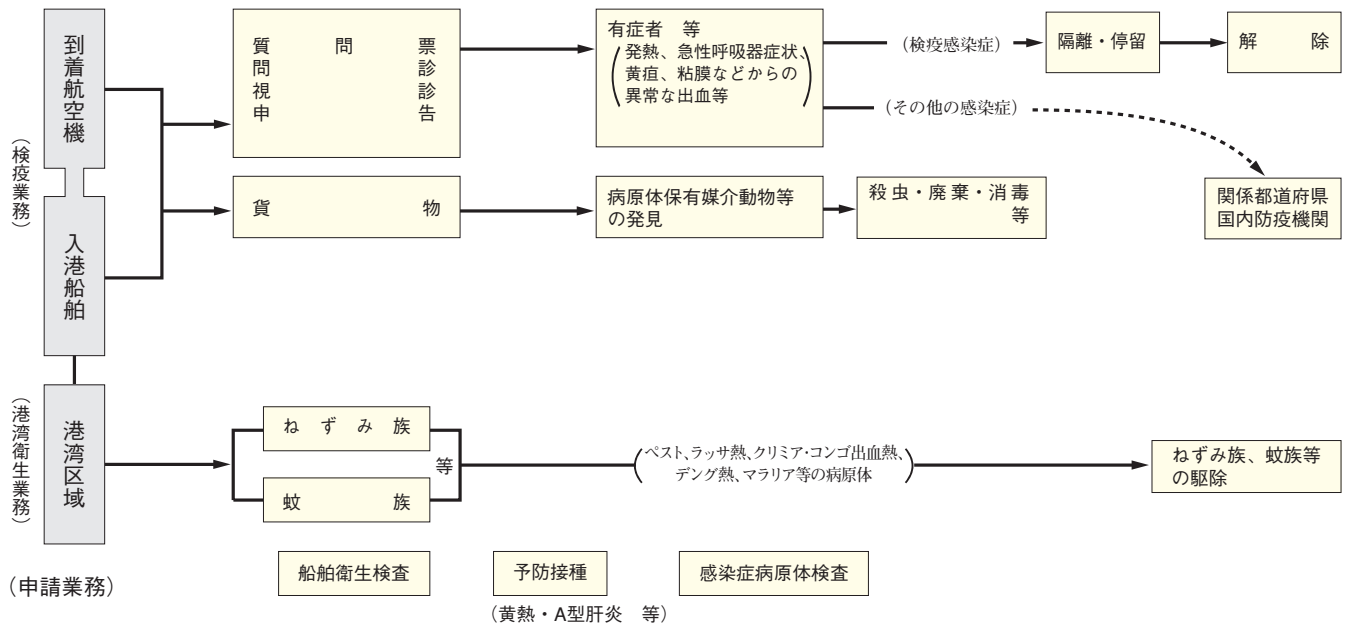 (検疫業務)
到着航空機
入港船舶
質問票
問診
視診
申告
有症者 等
(発熱、急性呼吸器症状、
黄疸、粘膜などからの
異常な出血等)
(検疫感染症)
隔離・停留
解除
(その他の感染症)
関係都道府県
国内防疫機関
貨物
病原体保有媒介動物等
の発見
殺虫・廃棄・消毒
等
(港湾衛生業務)
港湾区域
ねずみ族
蚊族
等
(ペスト、ラッサ熱、クリミア・コンゴ出血熱、
デング熱、マラリア等の病原体)
ねずみ族、蚊族等
の駆除
(申請業務)
船舶衛生検査
予防接種
(黄熱・A型肝炎 等)
感染症病原体検査